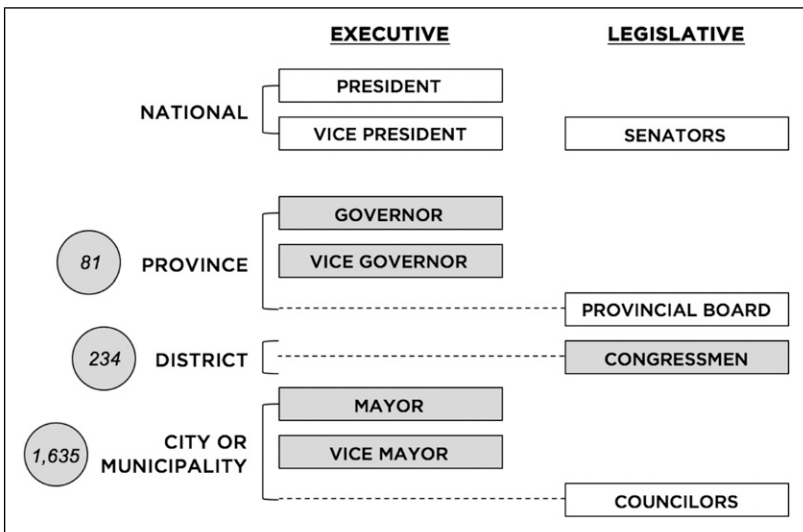 EXECUTIVE
LEGISLATIVE
NATIONAL
PRESIDENT
VICE PRESIDENT
SENATORS
81
PROVINCE
GOVERNOR
VICE GOVERNOR
PROVINCIAL BOARD
234
DISTRICT
CONGRESSMEN
1,635
CITY OR
MUNICIPALITY
MAYOR
VICE MAYOR
COUNCILORS